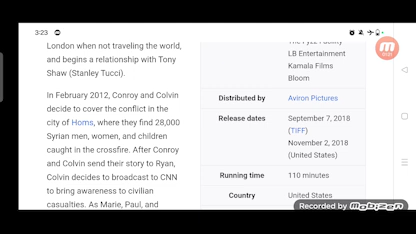 3:23
London when not traveling the world,
and begins a relationship with Tony
Shaw (Stanley Tucci).
In February 2012, Conroy and Colvin
decide to cover the conflict in the
city of Homs, where they find 28,000
Syrian men, women, and children
caught in the crossfire. After Conroy
and Colvin send their story to Ryan,
Colvin decides to broadcast to CNN
to bring awareness to civilian
casualties. As Marie, Paul, and
The Fyzz Facility
LB Entertainment
Kamala Films
Bloom
Distributed by Aviron Pictures
Release dates September 7, 2018
(TIFF)
November 2, 2018
(United States)
Running time 110 minutes
Country United States
Recorded by Mobizen